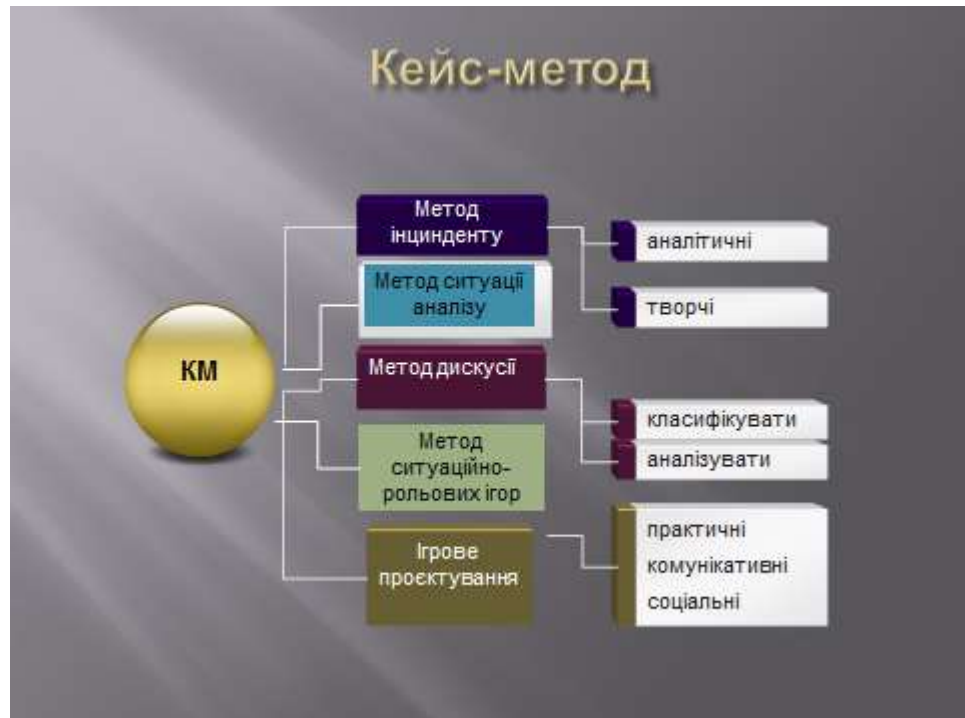 Кейс-метод
КМ
Метод
інцинденту
Метод ситуації
аналізу
Метод дискусії
Метод
ситуаційно-
рольових ігор
Ігрове
проєктування
аналітичні
творчі
класифікувати
аналізувати
практичні
комунікативні
соціальні